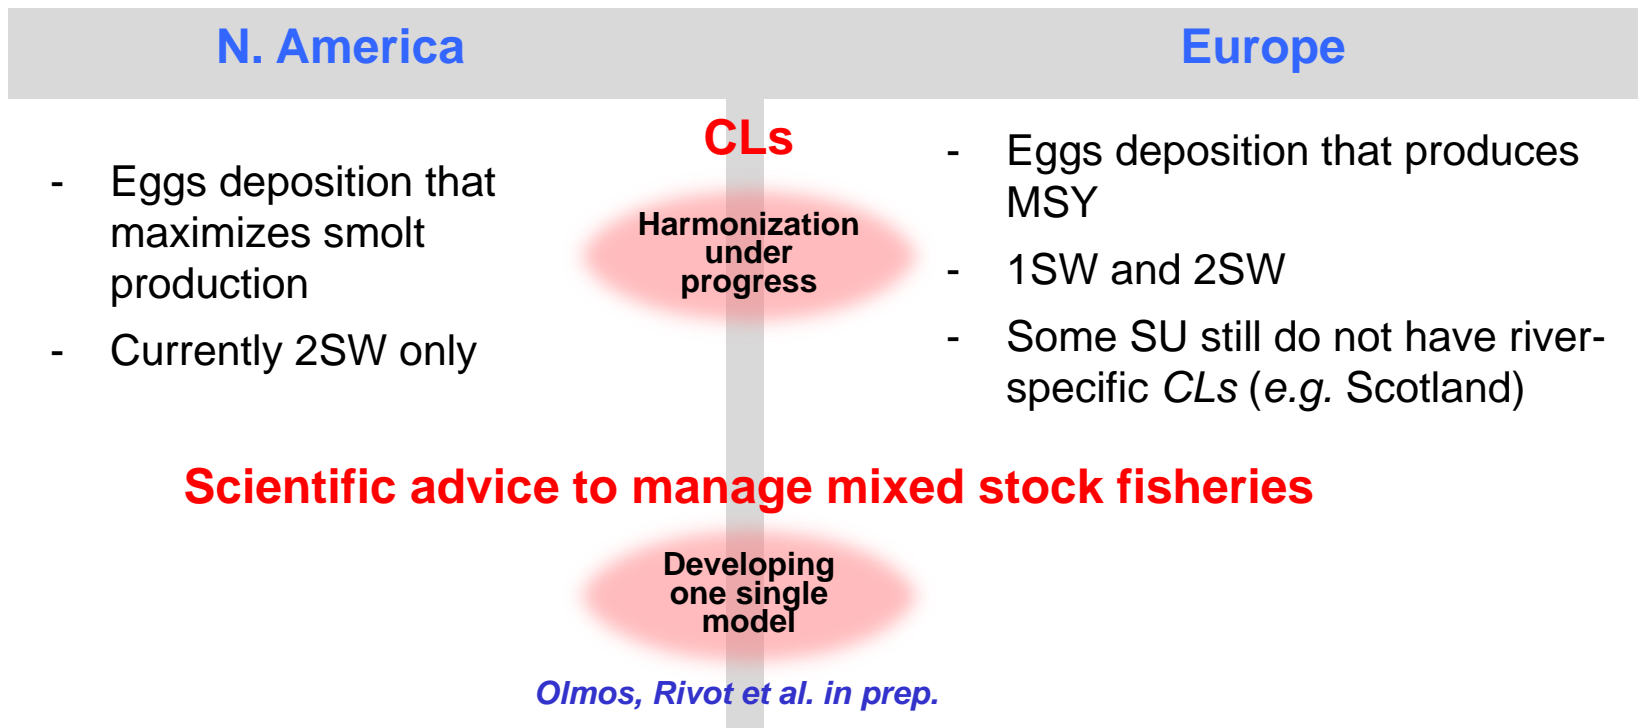 N. America
Europe
CLs
- Eggs deposition that
maximizes smolt
production
- Currently 2SW only
Harmonization
under
progress
- Eggs deposition that produces
MSY
- 1SW and 2SW
- Some SU still do not have river-
specific CLs (e.g. Scotland)
Scientific advice to manage mixed stock fisheries
Developing
one single
model
Olmos, Rivot et al. in prep.